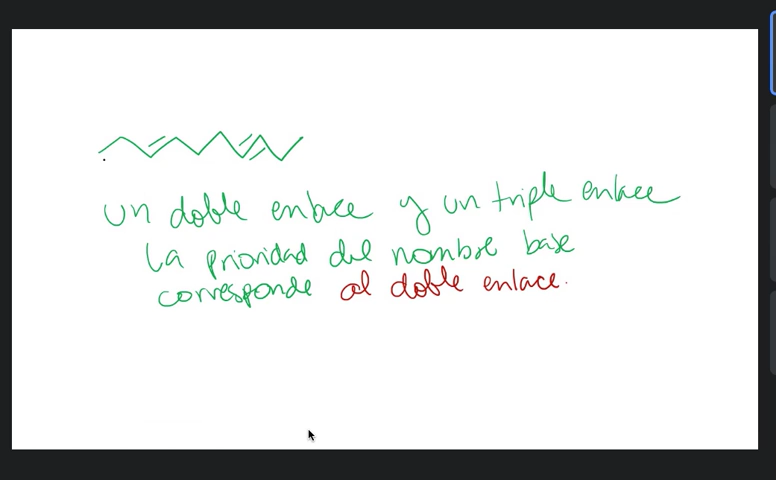 un doble enlace y un triple enlace
la prioridad del nombre base
corresponde al doble enlace.